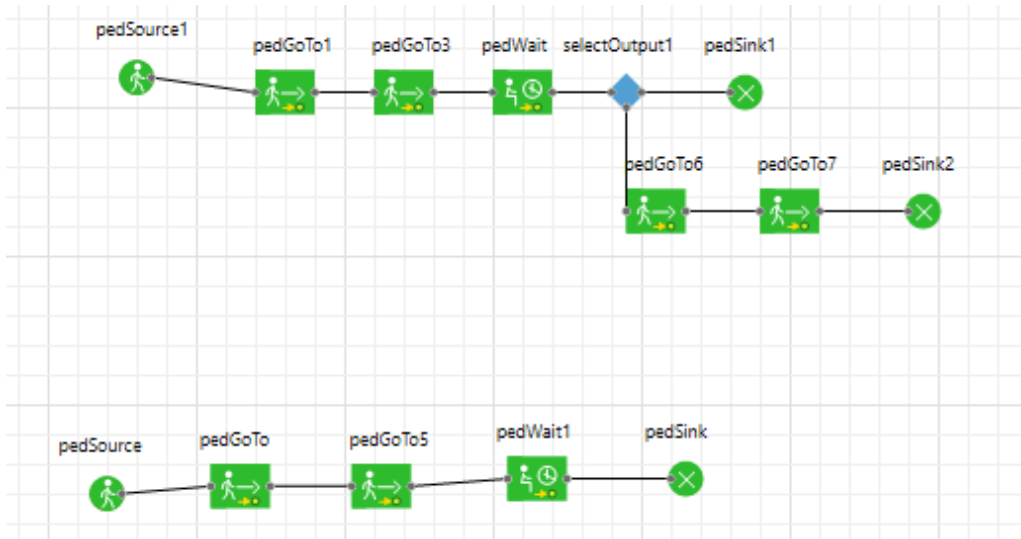 pedSource1
pedGoTo1
pedGoTo3
pedWait
selectOutput1
pedSink1
pedGoTo6
pedGoTo7
pedSink2
pedSource
pedGoTo
pedGoTo5
pedWait1
pedSink